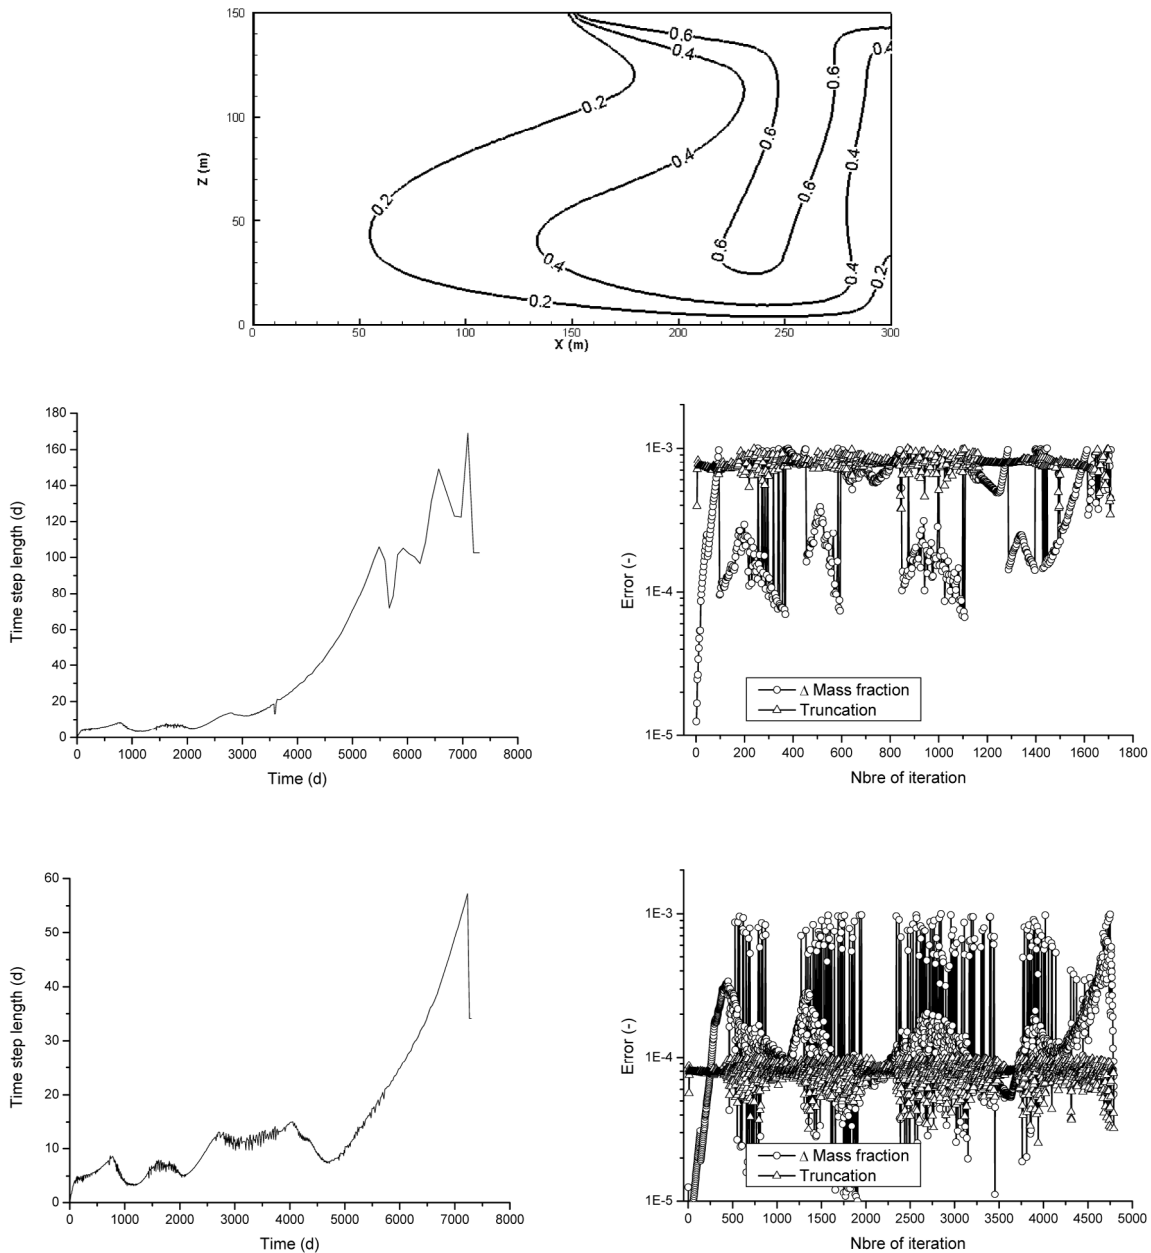 150
100
50
0
Z (m)
0.6
0.4
0.2
0.6
0.4
0.4
0.6
0.4
0.2
0.6
0.6
0.4
0.4
0.2
0.2
0 50 100 150 200 250 300
X (m)
180
160
140
120
100
80
60
40
20
0
Time step length (d)
0 1000 2000 3000 4000 5000 6000 7000 8000
Time (d)
1E-3
1E-4
1E-5
Error (-)
Δ Mass fraction
Truncation
0 200 400 600 800 1000 1200 1400 1600 1800
Nbre of iteration
60
50
40
30
20
10
0
Time step length (d)
0 1000 2000 3000 4000 5000 6000 7000 8000
Time (d)
1E-3
1E-4
1E-5
Error (-)
Δ Mass fraction
Truncation
0 500 1000 1500 2000 2500 3000 3500 4000 4500 5000
Nbre of iteration